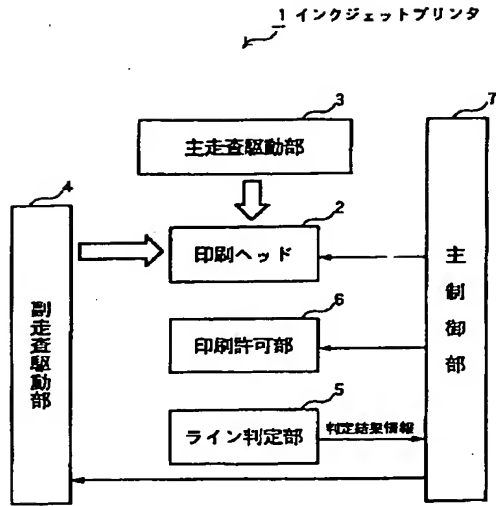 1 インクジェットプリンタ
3
7
主走査駆動部
4
2
印刷ヘッド
主制御部
副走査駆動部
6
印刷許可部
5
ライン判定部
判定結果情報